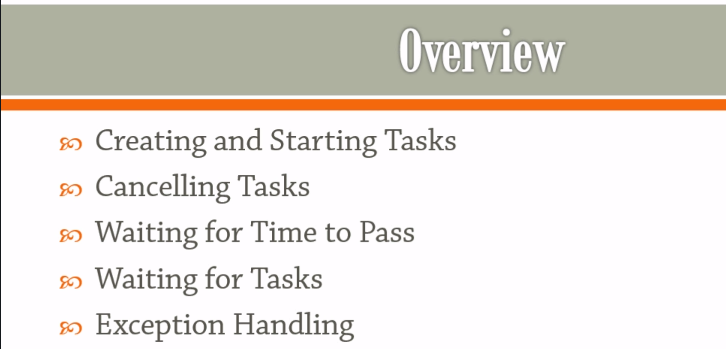 Overview
Creating and Starting Tasks
Cancelling Tasks
Waiting for Time to Pass
Waiting for Tasks
Exception Handling